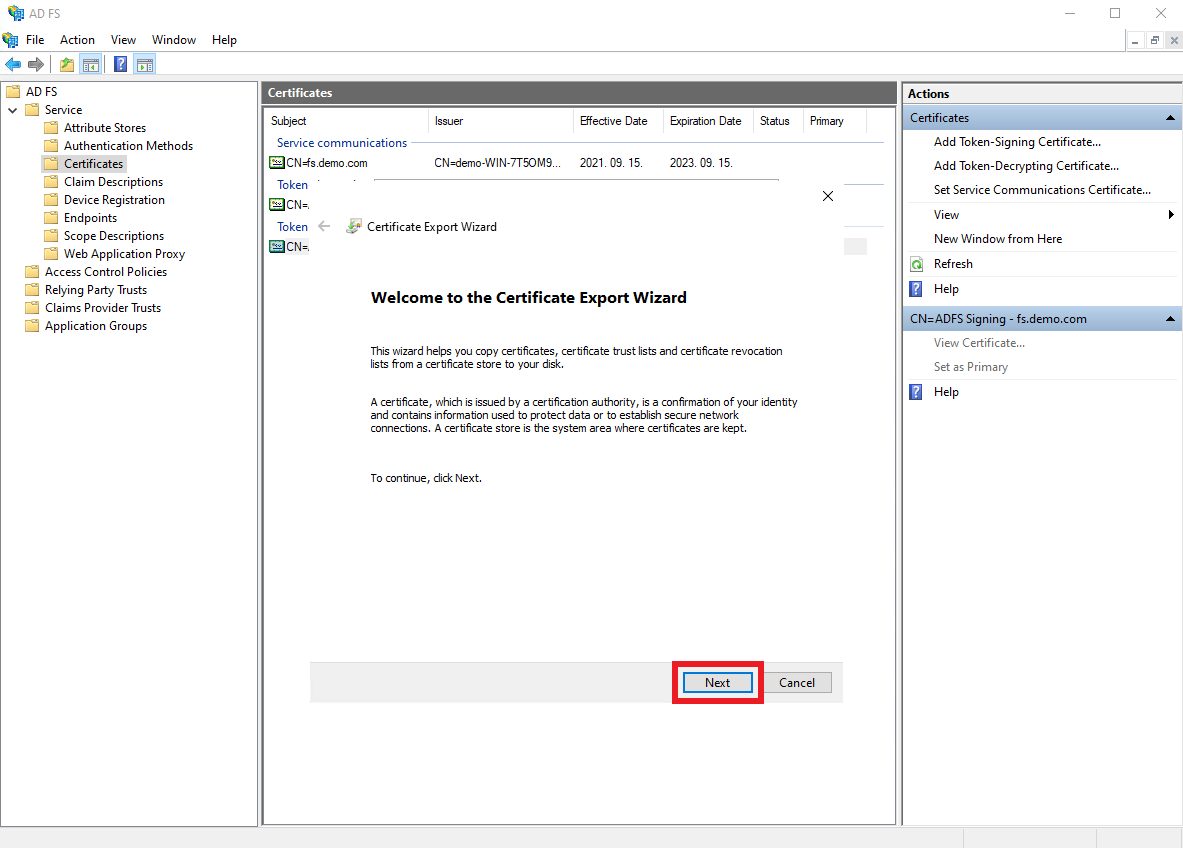 AD FS
File Action View Window Help
AD FS
Service
Attribute Stores
Authentication Methods
Certificates
Claim Descriptions
Device Registration
Endpoints
Scope Descriptions
Web Application Proxy
Access Control Policies
Relying Party Trusts
Claims Provider Trusts
Application Groups
Certificates
Subject Issuer Effective Date Expiration Date Status Primary
Service communications
CN=fs.demo.com CN=demo-WIN-7T5OM9... 2021. 09. 15. 2023. 09. 15.
Token
CN=
Token
CN=
Certificate Export Wizard
Welcome to the Certificate Export Wizard
This wizard helps you copy certificates, certificate trust lists and certificate revocation
lists from a certificate store to your disk.
A certificate, which is issued by a certification authority, is a confirmation of your identity
and contains information used to protect data or to establish secure network
connections. A certificate store is the system area where certificates are kept.
To continue, click Next.
Next Cancel
Actions
Certificates
Add Token-Signing Certificate...
Add Token-Decrypting Certificate...
Set Service Communications Certificate...
View
New Window from Here
Refresh
Help
CN=ADFS Signing - fs.demo.com
View Certificate...
Set as Primary
Help